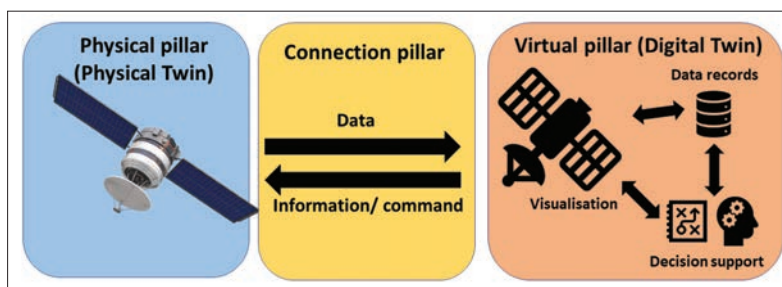 Physical pillar
(Physical Twin)
Connection pillar
Data
Information/ command
Virtual pillar (Digital Twin)
Data records
Visualisation
Decision support